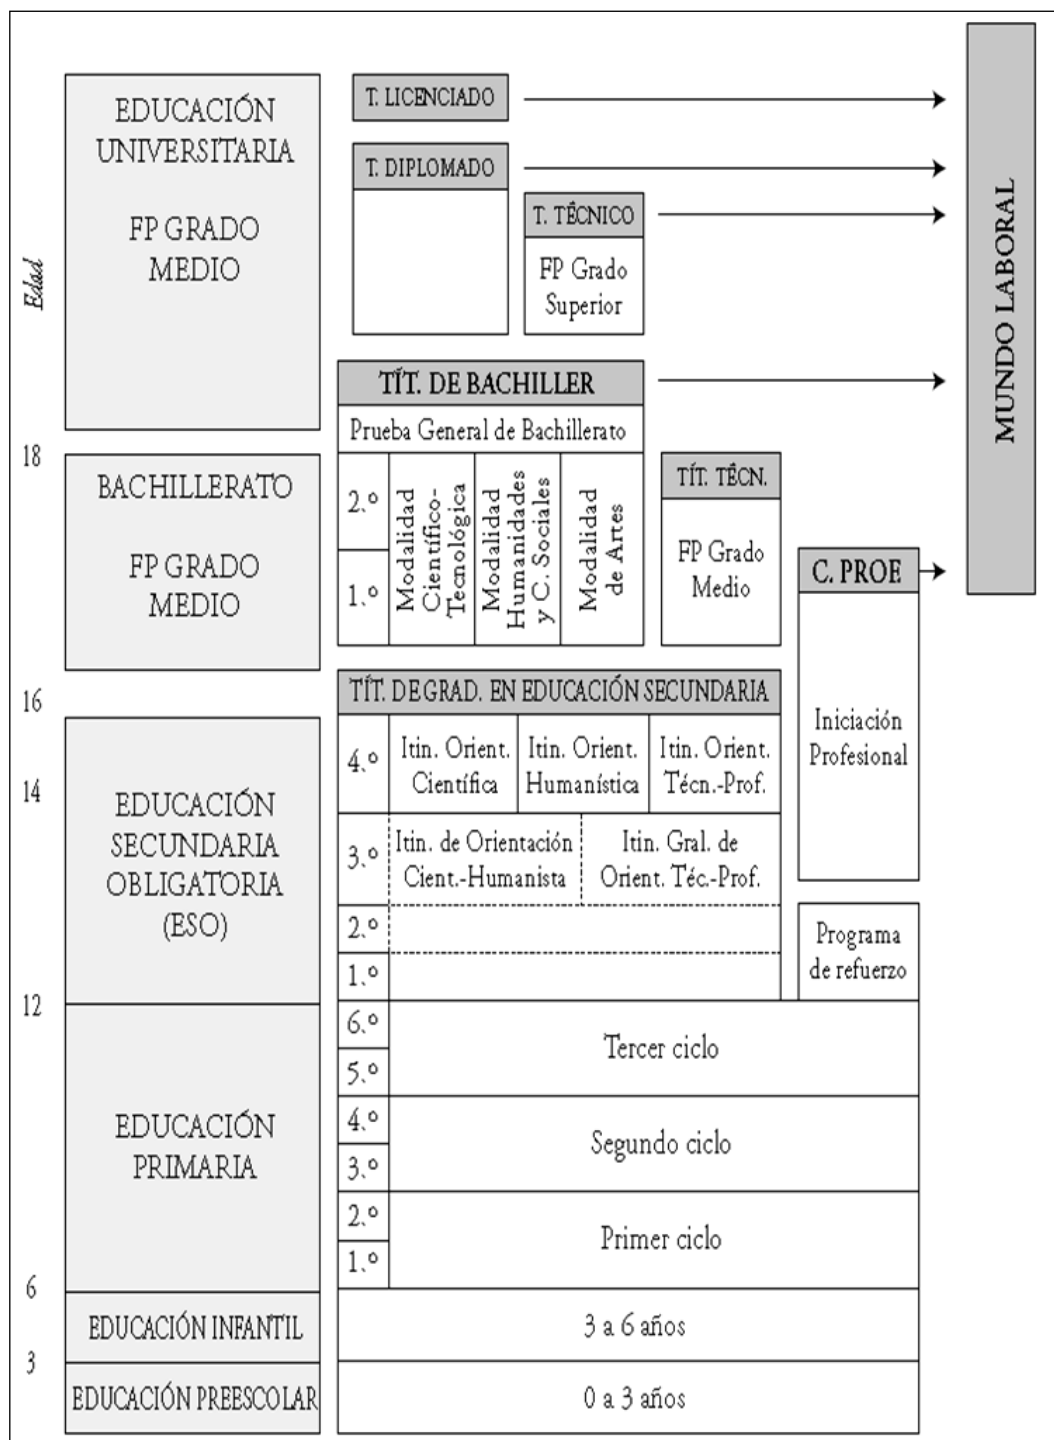 MUNDO LABORAL
Edad
EDUCACIÓN
UNIVERSITARIA
FP GRADO
MEDIO
T. LICENCIADO
T. DIPLOMADO
T. TÊCNICO
FP Grado
Superior
TÍT. DE BACHILLER
Prueba General de Bachillerato
18
BACHILLERATO
FP GRADO
MEDIO
2.º
1.º
Modalidad
Científico-
Tecnológica
Modalidad
Humanidades
y C. Sociales
Modalidad
de Artes
TÍT. TÊCN.
FP Grado
Medio
C. PROE
Iniciación
Profesional
16
TÍT. DE GRAD. EN EDUCACIÓN SECUNDARIA
14
EDUCACIÓN
SECUNDARIA
OBLIGATORIA
(ESO)
4.º
Itin. Orient.
Científica
Itin. Orient.
Humanística
Itin. Orient.
Técn.-Prof.
3.º
Itin. de Orientación
Cient.-Humanista
Itin. Gral. de
Orient. Téc.-Prof.
2.º
1.º
Programa
de refuerzo
12
EDUCACIÓN
PRIMARIA
6.º
5.º
Tercer ciclo
4.º
3.º
Segundo ciclo
2.º
1.º
Primer ciclo
6
EDUCACIÓN INFANTIL
3 a 6 años
3
EDUCACIÓN PREESCOLAR
0 a 3 años